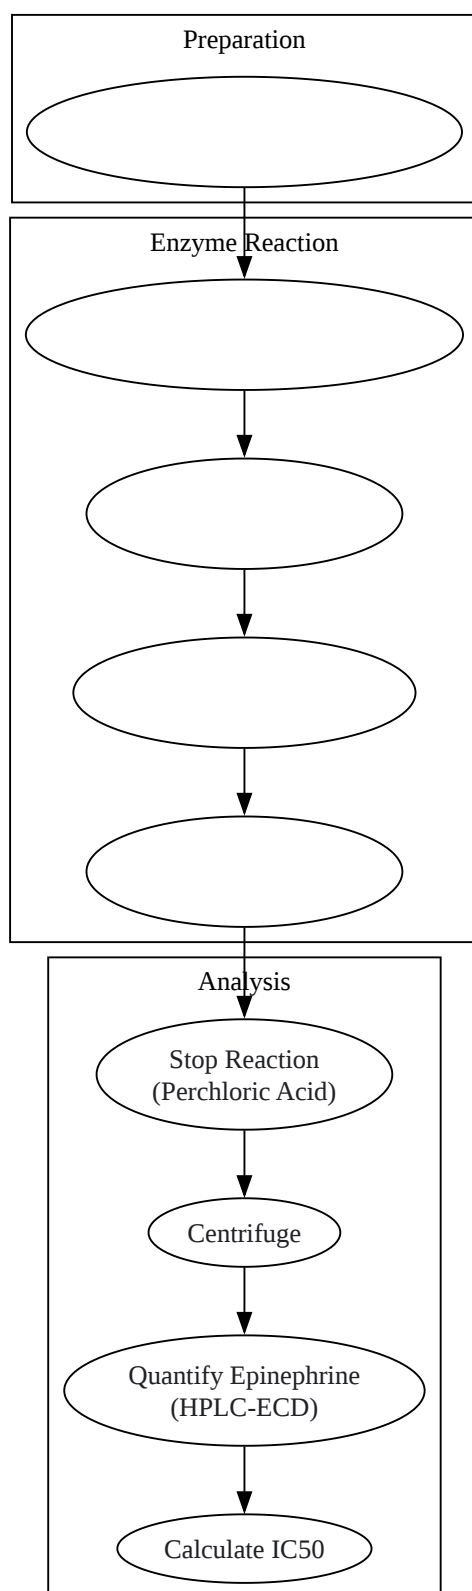 Preparation
Enzyme Reaction
Analysis
Stop Reaction
(Perchloric Acid)
Centrifuge
Quantify Epinephrine
(HPLC-ECD)
Calculate IC50